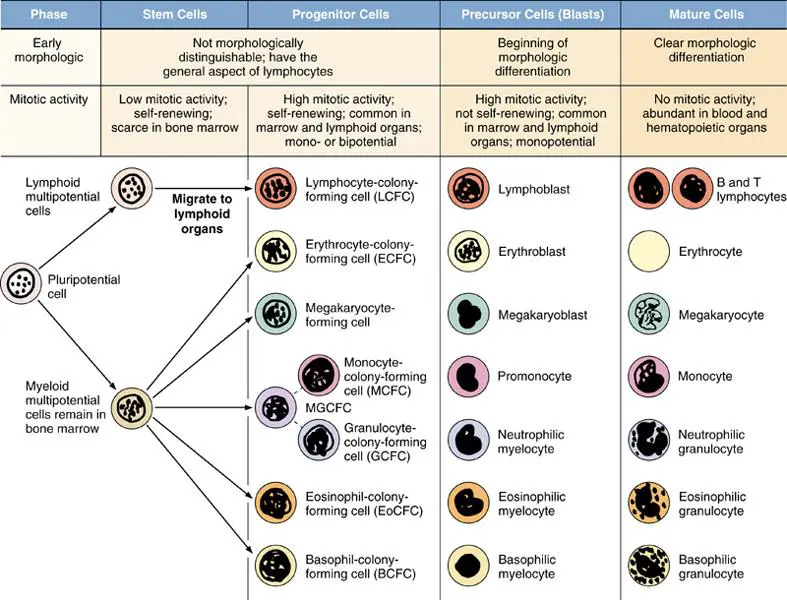 Phase
Stem Cells
Progenitor Cells
Precursor Cells (Blasts)
Mature Cells
Early
morphologic
Not morphologically
distinguishable; have the
general aspect of lymphocytes
Beginning of
morphologic
differentiation
Clear morphologic
differentiation
Mitotic activity
Low mitotic activity;
self-renewing;
scarce in bone marrow
High mitotic activity;
self-renewing; common in
marrow and lymphoid organs;
mono- or bipotential
High mitotic activity;
not self-renewing; common
in marrow and lymphoid
organs; monopotential
No mitotic activity;
abundant in blood and
hematopoietic organs
Lymphoid
multipotential
cells
Migrate to
lymphoid
organs
Lymphocyte-colony-
forming cell (LCFC)
Lymphoblast
B and T
lymphocytes
Erythrocyte-colony-
forming cell (ECFC)
Erythroblast
Erythrocyte
Pluripotential
cell
Megakaryocyte-
forming cell
Megakaryoblast
Megakaryocyte
Myeloid
multipotential
cells remain in
bone marrow
Monocyte-
colony-forming
cell (MCFC)
MGCFC
Granulocyte-
colony-forming
cell (GCFC)
Promonocyte
Monocyte
Neutrophilic
myelocyte
Neutrophilic
granulocyte
Eosinophil-colony-
forming cell (EoCFC)
Eosinophilic
myelocyte
Eosinophilic
granulocyte
Basophil-colony-
forming cell (BCFC)
Basophilic
myelocyte
Basophilic
granulocyte